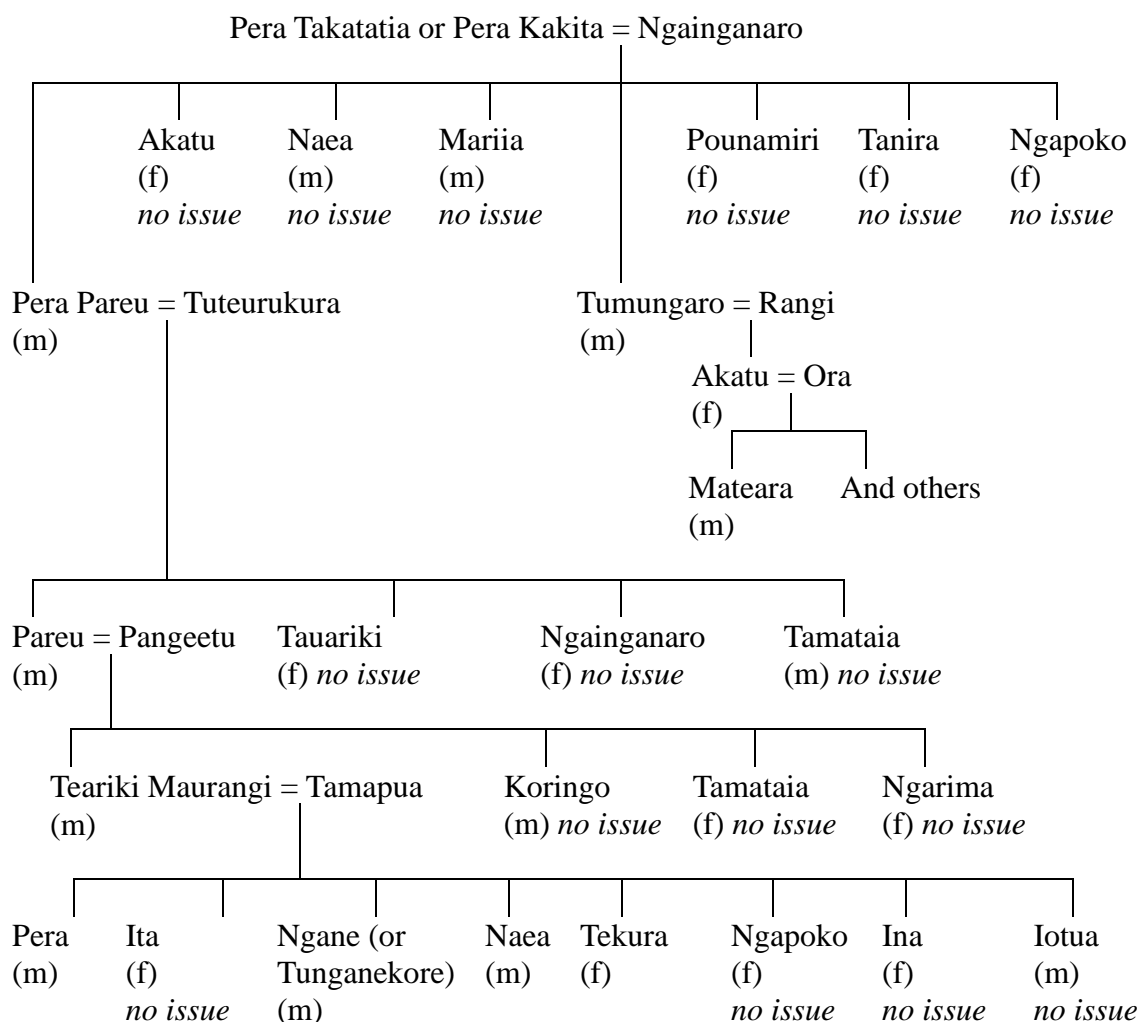 Pera Takatatia or Pera Kakita = Ngainganaro
Akatu Naea Mariia Pounamiri Tanira Ngapoko
(f) (m) (m) (f) (f) (f)
no issue no issue no issue no issue no issue no issue
Pera Pareu = Tuteurukura Tumungaro = Rangi
(m) (m)
Akatu = Ora
(f)
Mateara And others
(m)
Pareu = Pangeetu Tauariki Ngainganaro Tamataia
(m) (f) no issue (f) no issue (m) no issue
Teariki Maurangi = Tamapua Koringo Tamataia Ngarima
(m) (m) no issue (f) no issue (f) no issue
Pera Ita Ngane (or Naea Tekura Ngapoko Ina Iotua
(m) (f) Tunganekore) (m) (f) (f) (f) (m)
no issue (m) no issue no issue no issue